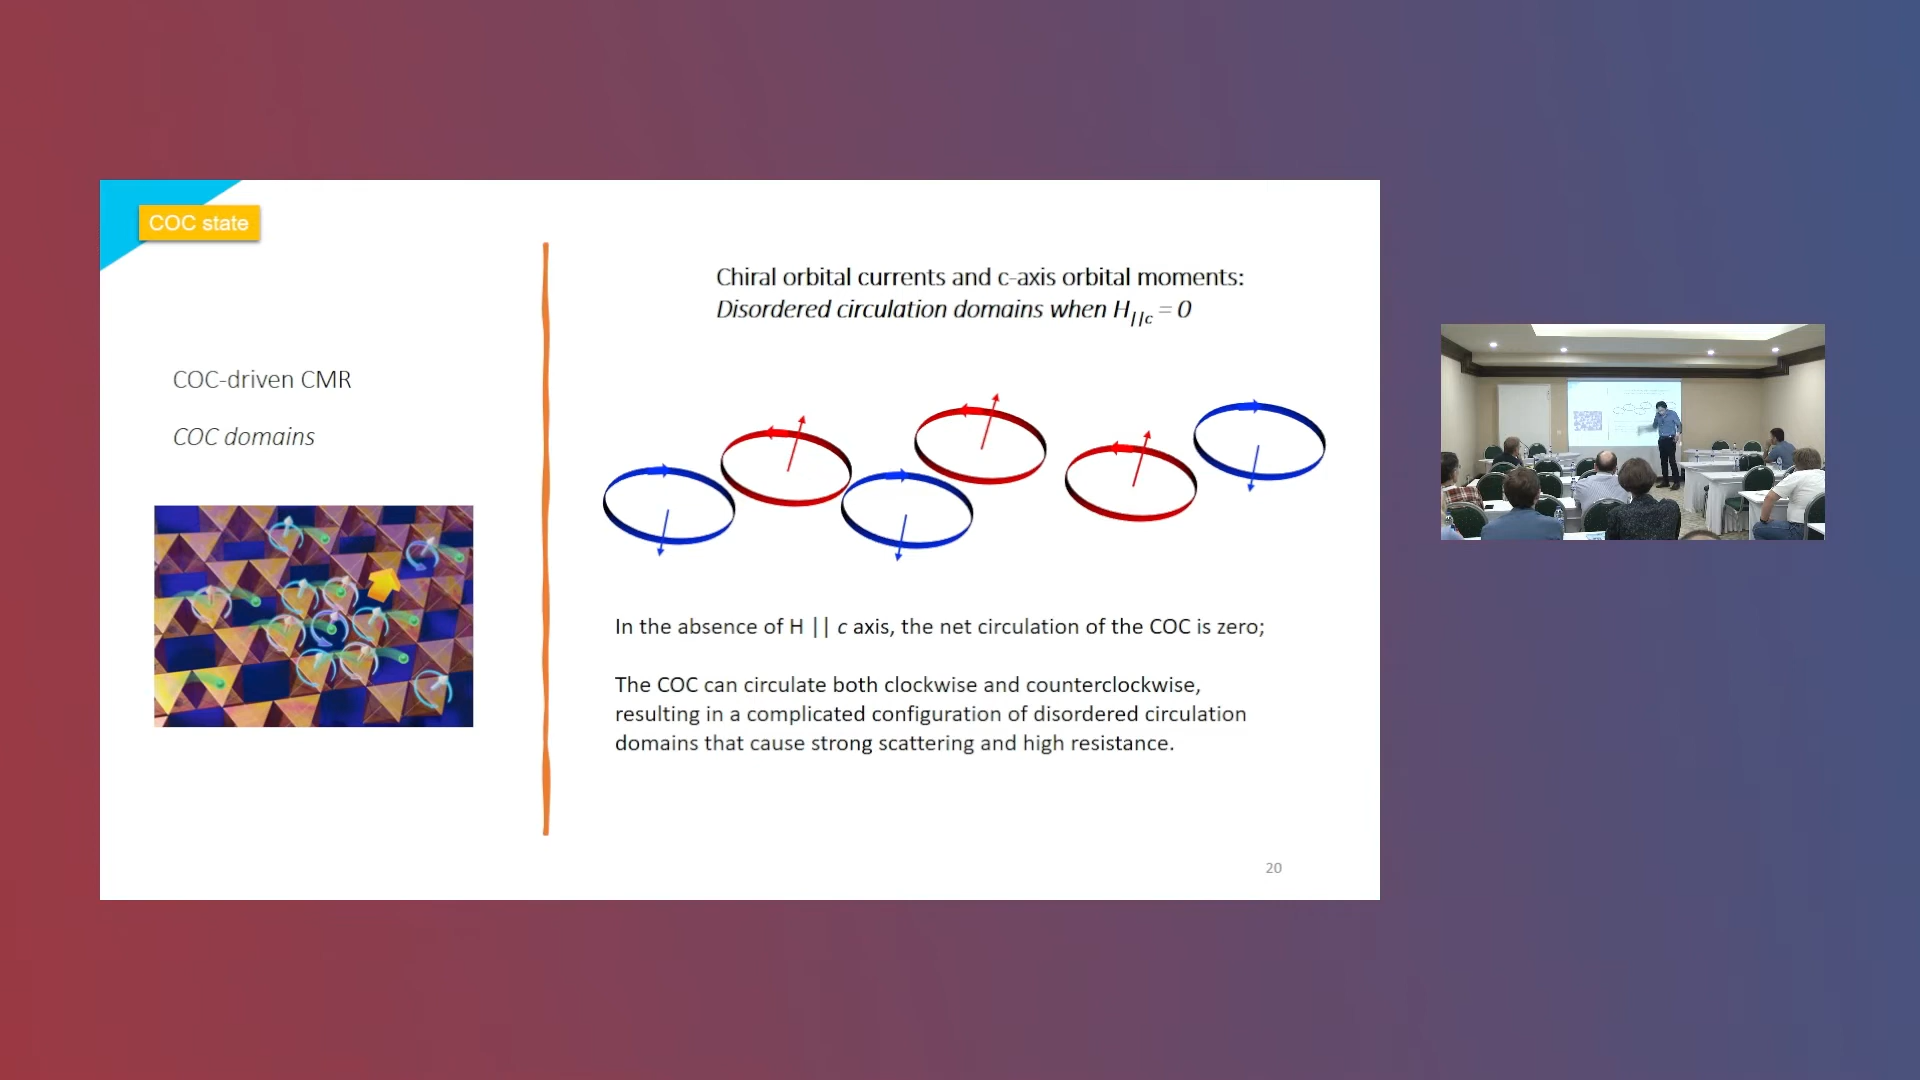 COC state
COC-driven CMR
COC domains
Chiral orbital currents and c-axis orbital moments:
Disordered circulation domains when H||c = 0
In the absence of H || c axis, the net circulation of the COC is zero;
The COC can circulate both clockwise and counterclockwise,
resulting in a complicated configuration of disordered circulation
domains that cause strong scattering and high resistance.
20